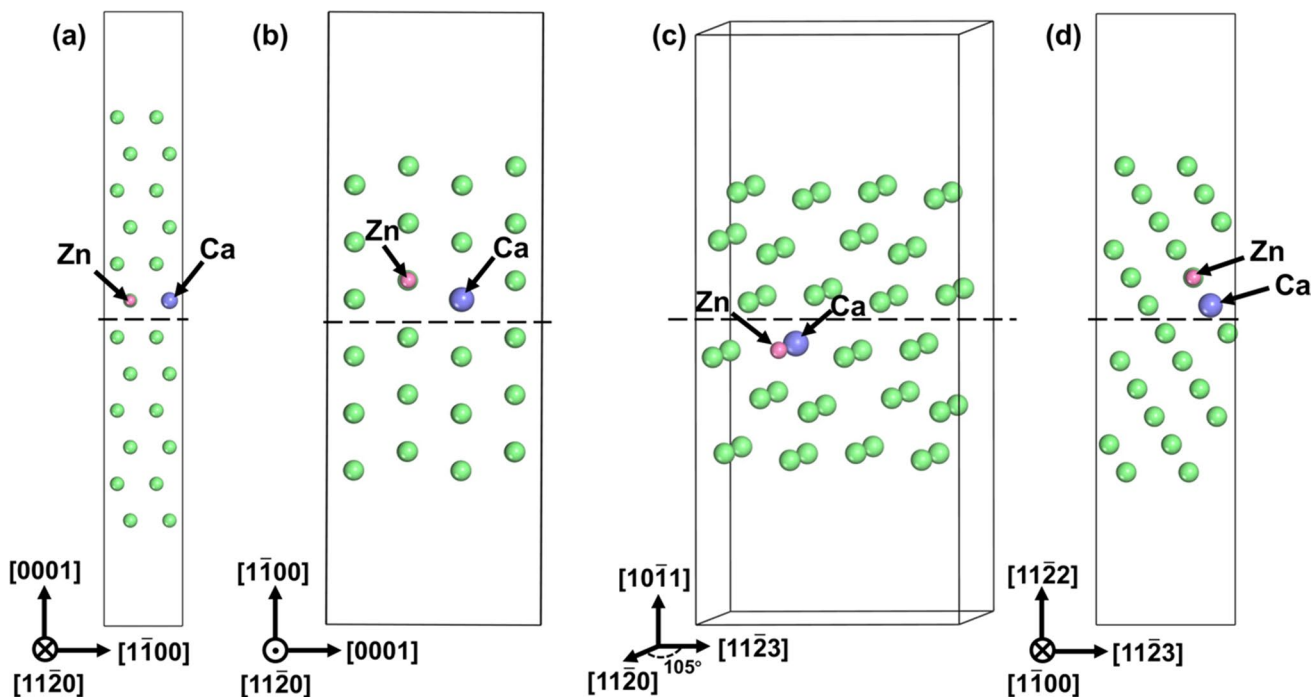 (a)
Zn
Ca
[0001]
[11̄00]
[112̄0]
(b)
Zn
Ca
[11̄00]
[0001]
[112̄0]
(c)
Zn
Ca
[101̄1]
[112̄3]
105°
[112̄0]
(d)
Zn
Ca
[112̄2]
[112̄3]
[11̄00]